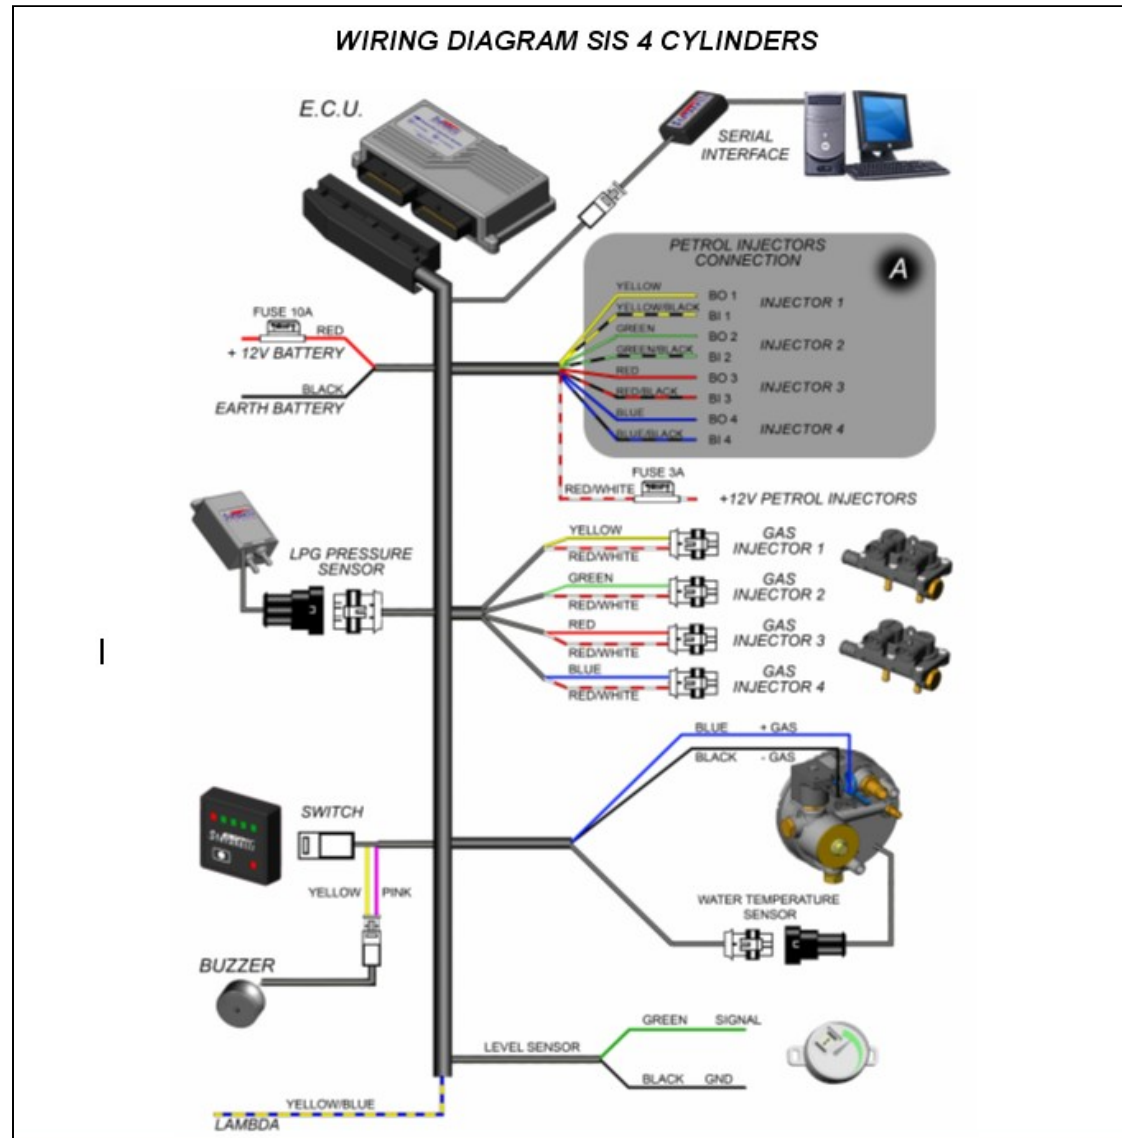 WIRING DIAGRAM SIS 4 CYLINDERS
E.C.U.
SERIAL
INTERFACE
PETROL INJECTORS
CONNECTION
A
YELLOW
BO 1
INJECTOR 1
YELLOW/BLACK
BI 1
GREEN
BO 2
INJECTOR 2
GREEN/BLACK
BI 2
RED
BO 3
INJECTOR 3
RED/BLACK
BI 3
BLUE
BO 4
INJECTOR 4
BLUE/BLACK
BI 4
FUSE 10A
RED
+ 12V BATTERY
BLACK
EARTH BATTERY
FUSE 3A
RED/WHITE
+12V PETROL INJECTORS
LPG PRESSURE
SENSOR
YELLOW
RED/WHITE
GAS
INJECTOR 1
GREEN
RED/WHITE
GAS
INJECTOR 2
RED
RED/WHITE
GAS
INJECTOR 3
BLUE
RED/WHITE
GAS
INJECTOR 4
BLUE + GAS
BLACK - GAS
SWITCH
YELLOW
PINK
WATER TEMPERATURE
SENSOR
BUZZER
LEVEL SENSOR
GREEN SIGNAL
BLACK GND
YELLOW/BLUE
LAMBDA